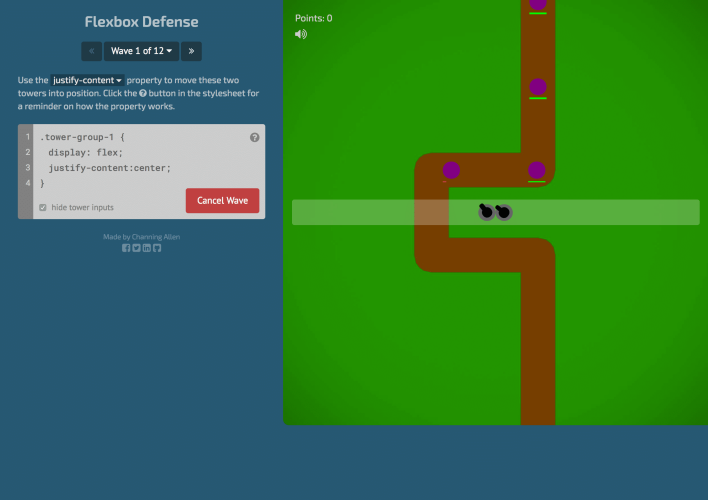 Flexbox Defense
« Wave 1 of 12 »
Use the justify-content property to move these two
towers into position. Click the button in the stylesheet for
a reminder on how the property works.
1 .tower-group-1 {
2 display: flex;
3 justify-content:center;
4 }
hide tower inputs
Cancel Wave
Made by Channing Allen
Points: 0